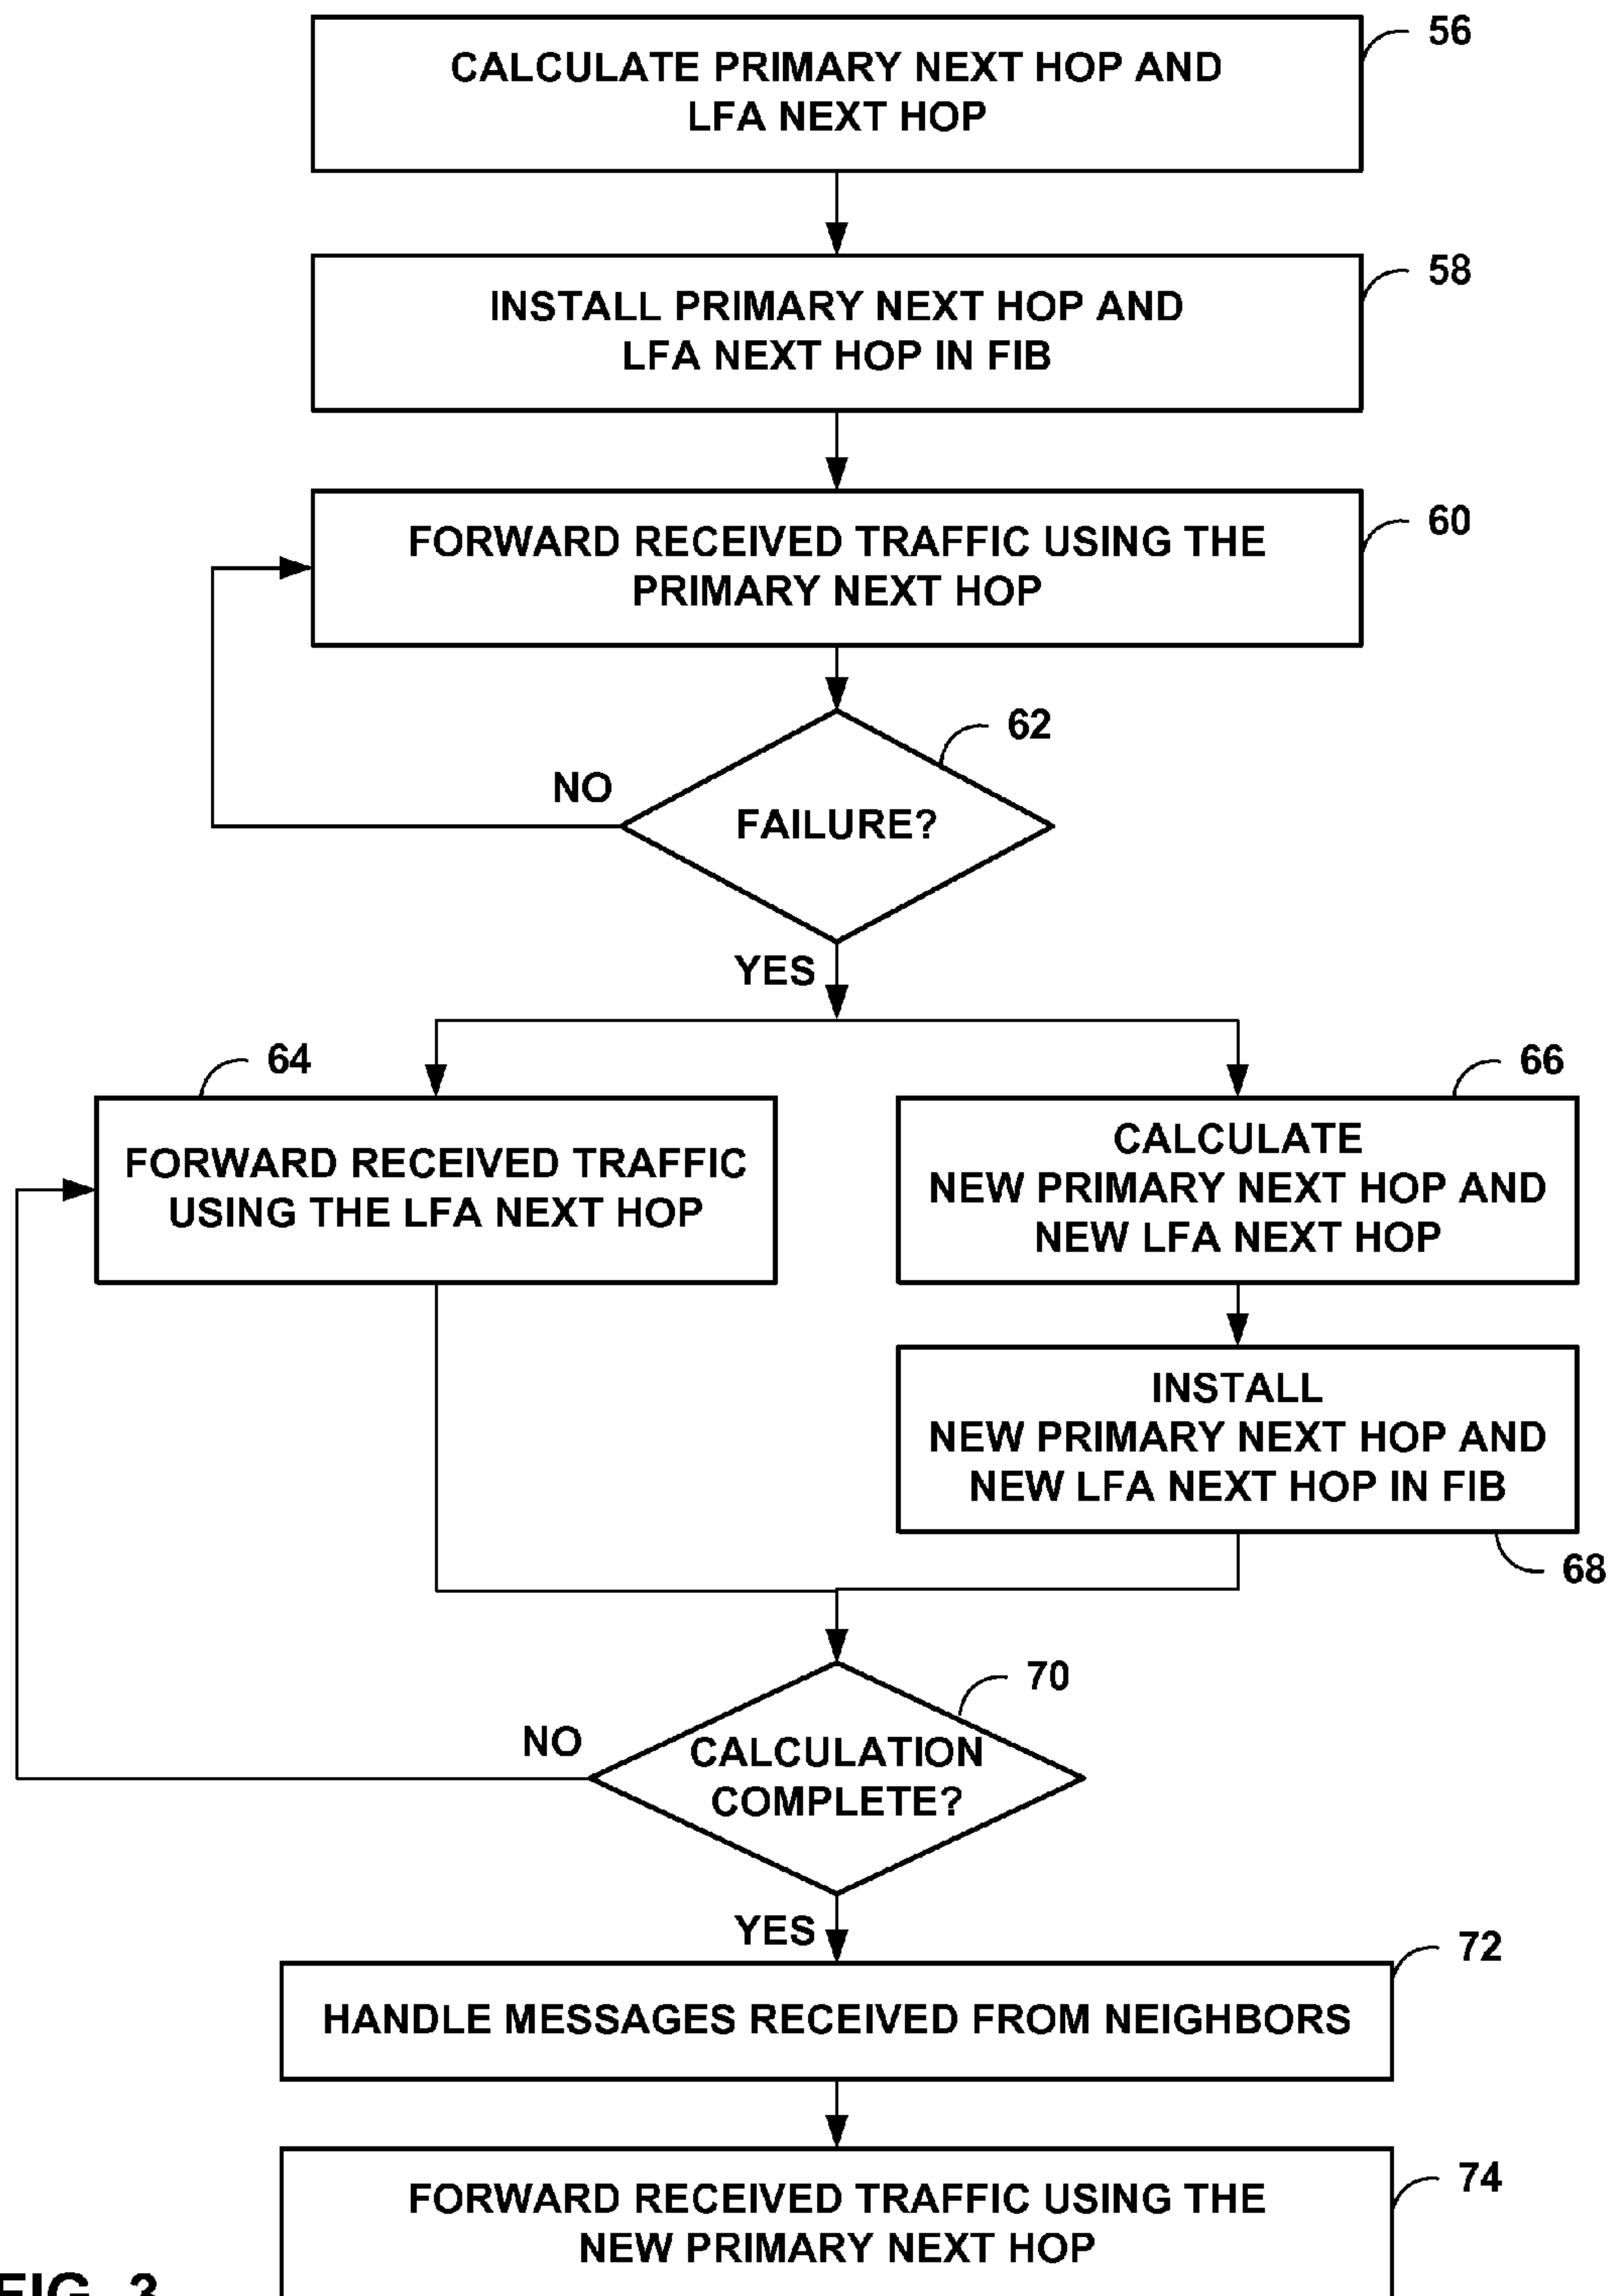 56
CALCULATE PRIMARY NEXT HOP AND
LFA NEXT HOP
58
INSTALL PRIMARY NEXT HOP AND
LFA NEXT HOP IN FIB
60
FORWARD RECEIVED TRAFFIC USING THE
PRIMARY NEXT HOP
62
NO
FAILURE?
YES
64
FORWARD RECEIVED TRAFFIC
USING THE LFA NEXT HOP
66
CALCULATE
NEW PRIMARY NEXT HOP AND
NEW LFA NEXT HOP
INSTALL
NEW PRIMARY NEXT HOP AND
NEW LFA NEXT HOP IN FIB
68
70
NO
CALCULATION
COMPLETE?
YES
72
HANDLE MESSAGES RECEIVED FROM NEIGHBORS
74
FORWARD RECEIVED TRAFFIC USING THE
NEW PRIMARY NEXT HOP
FIG. 3